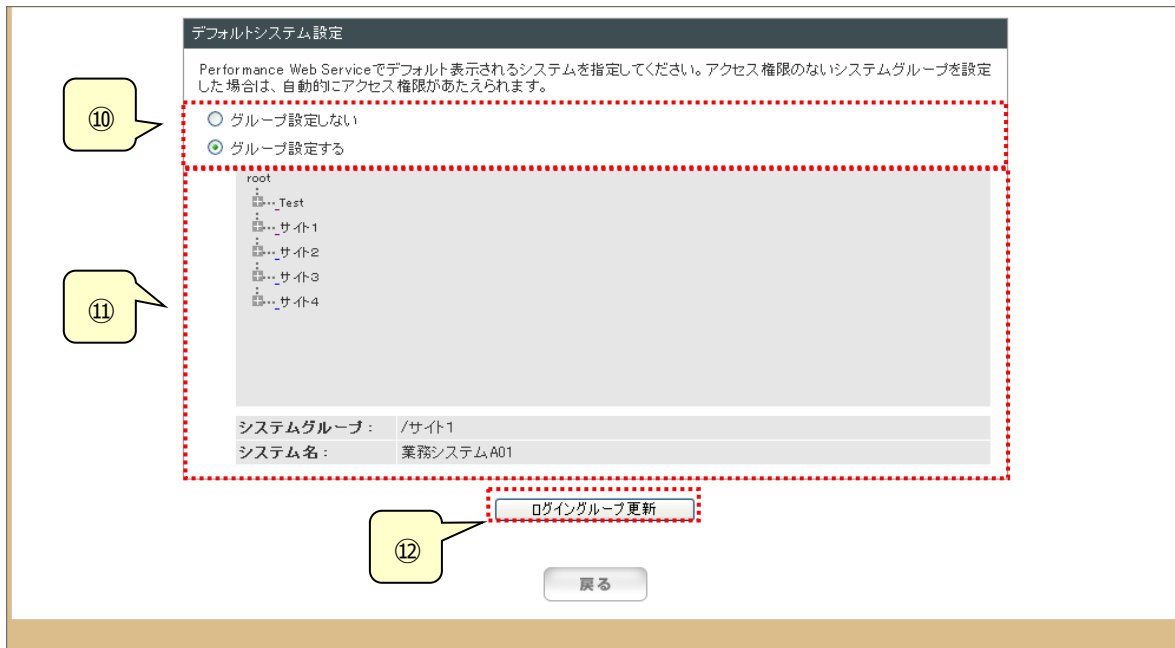 デフォルトシステム設定
Performance Web Serviceでデフォルト表示されるシステムを指定してください。アクセス権限のないシステムグループを設定
した場合は、自動的にアクセス権限があたえられます。
⑩
グループ設定しない
グループ設定する
root
_Test
_サイト1
_サイト2
_サイト3
_サイト4
⑪
システムグループ： /サイト1
システム名： 業務システムA01
ログイングループ更新
⑫
戻る